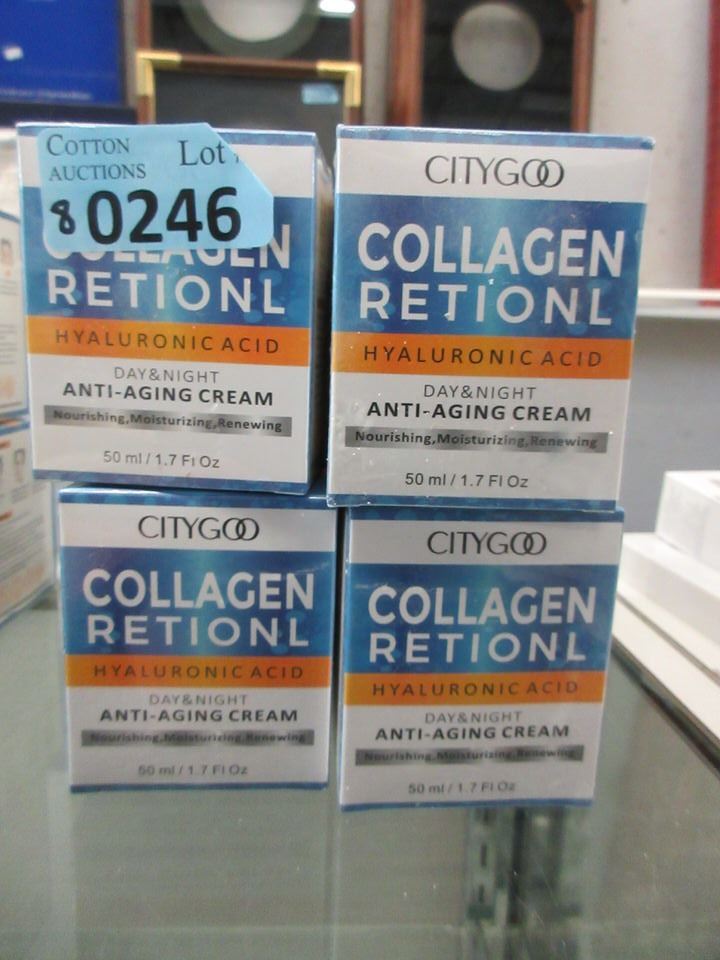 COTTON
AUCTIONS
Lot
8 0246
COLLAGEN
RETIONL
HYALURONIC ACID
DAY&NIGHT
ANTI-AGING CREAM
Nourishing,Moisturizing,Renewing
50 ml / 1.7 Fl Oz
CITYGOO
COLLAGEN
RETIONL
HYALURONIC ACID
DAY&NIGHT
ANTI-AGING CREAM
Nourishing,Moisturizing,Renewing
50 ml / 1.7 Fl Oz
CITYGOO
COLLAGEN
RETIONL
HYALURONIC ACID
DAY&NIGHT
ANTI-AGING CREAM
Nourishing,Moisturizing,Renewing
50 ml / 1.7 Fl Oz
CITYGOO
COLLAGEN
RETIONL
HYALURONIC ACID
DAY&NIGHT
ANTI-AGING CREAM
Nourishing,Moisturizing,Renewing
50 ml / 1.7 Fl Oz